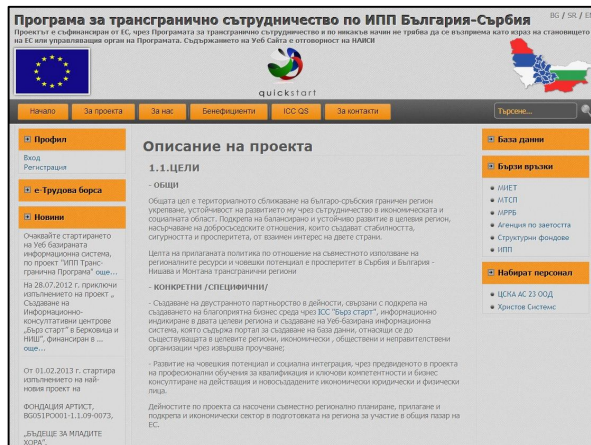 Програма за трансгранично сътрудничество по ИПП България-Сърбия
BG / SR / EN
Проектът е съфинансиран от ЕС, чрез Програмата за трансгранично сътрудничество и по никакъв начин не трябва да се възприема като израз на становището
на ЕС или управляващия орган на Програмата. Съдържанието на Уеб Сайта е отговорност на НАИСИ
quickstart
Начало
За проекта
За нас
Бенефициенти
ICC QS
За контакти
Търсене...
Профил
Вход
Регистрация
е-Трудова борса
Новини
Очаквайте стартирането
на Уеб базираната
информационна система,
по проект "ИПП Транс-
гранична Програма" още...
На 28.07.2012 г. приключи
изпълнението на проект „
Създаване на
Информационно-
консултативни центрове
„Бърз старт" в Берковица и
НИШ", финансиран в ...
още...
От 01.02.2013 г. стартира
изпълнението на най-
новия проект на
ФОНДАЦИЯ АРТИСТ,
BG051PO001-1.1.09-0073,
„БЪДЕЩЕ ЗА МЛАДИТЕ
ХОРА".
Описание на проекта
1.1.ЦЕЛИ
- ОБЩИ
Общата цел е териториалното сближаване на българо-сръбския граничен регион
укрепване, устойчивост на развитието му чрез сътрудничество в икономическата и
социалната област. Подкрепа на балансирано и устойчиво развитие в целевия регион,
насърчаване на добросъседските отношения, които създават стабилността,
сигурността и просперитета, от взаимен интерес на двете страни.
Целта на прилаганата политика по отношение на съвместното използване на
регионалните ресурси и човешки потенциал е просперитет в Сърбия и България -
Нишава и Монтана трансгранични региони
- КОНКРЕТНИ /СПЕЦИФИЧНИ/
- Създаване на двустранното партньорство в дейности, свързани с подкрепа на
създаването на благоприятна бизнес среда чрез ICC "Бърз старт", информационно
индикиране в двата целеви региона и създаване на Уеб-базирана информационна
система, която съдържа портал за създаване на база данни, отнасящи се до
съществуващата в целевите региони, икономически , обществени и неправителствени
организации чрез извършва проучване;
- Развитие на човешкия потенциал и социална интеграция, чрез предвиденото в проекта
на професионални обучения за квалификация и ключови компетентности и бизнес
консултиране на действащия и новосъздадените икономически юридически и физически
лица.
Дейностите по проекта са насочени съвместно регионално планиране, прилагане и
подкрепа и икономически сектор в подготовката на региона за участие в общия пазар на
ЕС.
База данни
Бързи връзки
МИЕТ
МТСП
МРРБ
Агенция по заетостта
Структурни фондове
ИПП
Набират персонал
ЦСКА АС 23 ООД
Христов Системс